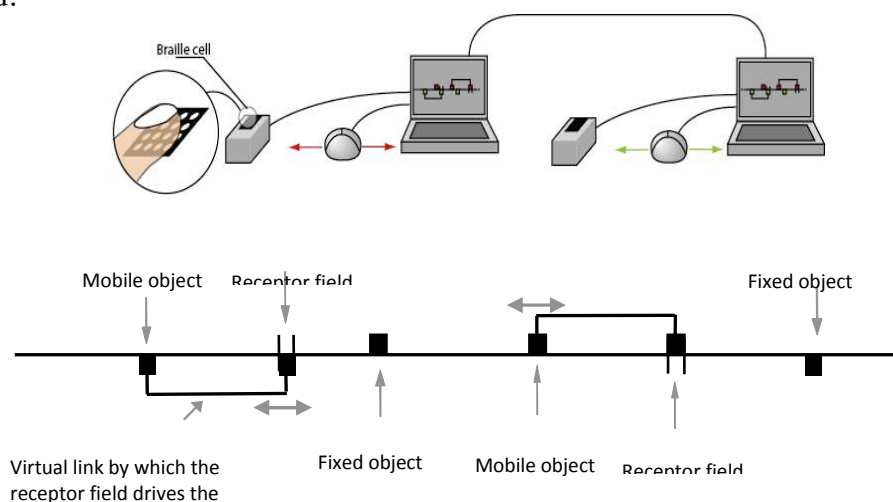 Braille cell
Mobile object
Receptor field
Fixed object
Fixed object
Mobile object
Receptor field
Virtual link by which the
receptor field drives the